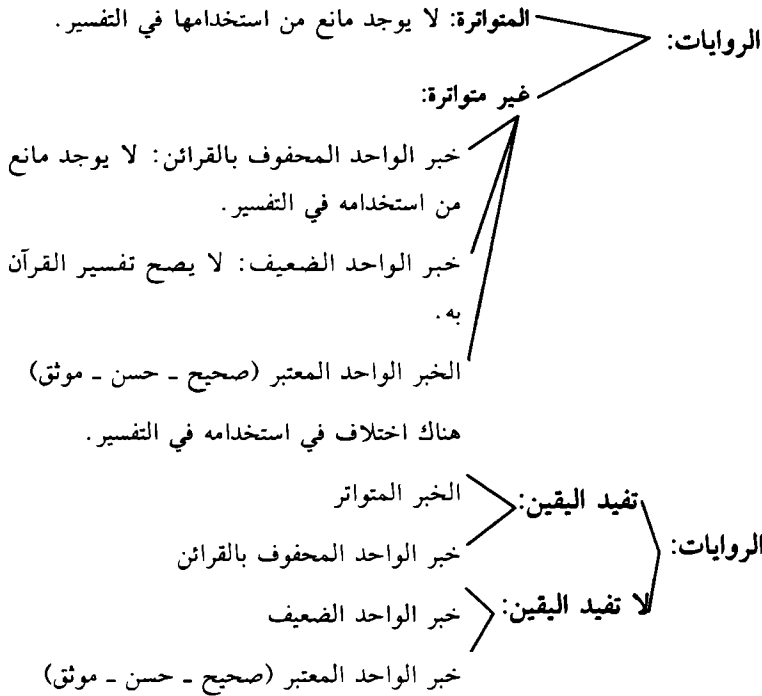 الروايات:
المتواترة: لا يوجد مانع من استخدامها في التفسير.
غير متواترة:
خبر الواحد المحفوف بالقرائن: لا يوجد مانع
من استخدامه في التفسير.
خبر الواحد الضعيف: لا يصح تفسير القرآن
به.
الخبر الواحد المعتبر (صحيح - حسن - موثق)
هناك اختلاف في استخدامه في التفسير.
الروايات:
تفيد اليقين:
الخبر المتواتر
خبر الواحد المحفوف بالقرائن
لا تفيد اليقين:
خبر الواحد الضعيف
خبر الواحد المعتبر (صحيح - حسن - موثق)